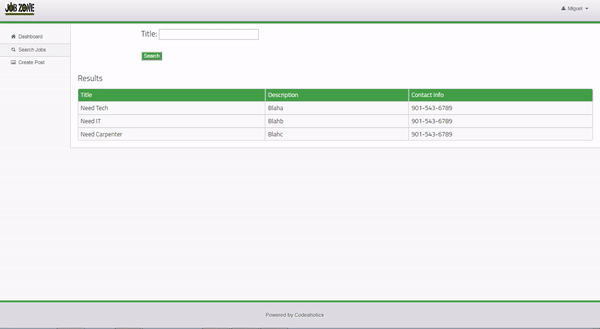 JOB ZONE
Miguel
Dashboard
Search Jobs
Create Post
Title:
Search
Results
Title Description Contact Info
Need Tech Blaha 901-543-6789
Need IT Blahb 901-543-6789
Need Carpenter Blahc 901-543-6789
Powered by Codeaholics